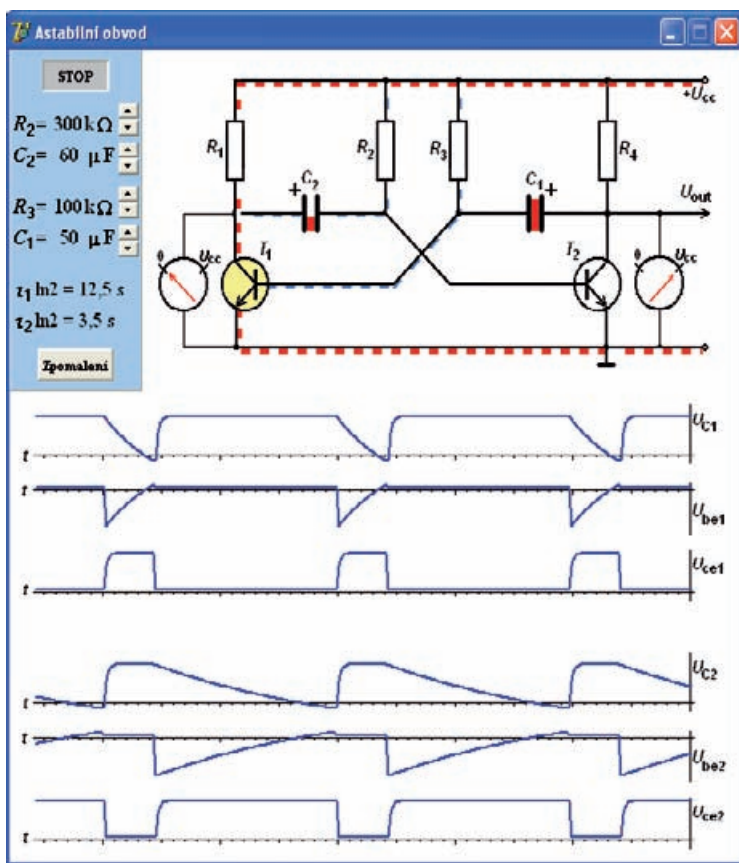 Astabilní obvod
STOP
R2 = 300 kΩ
C2 = 60 μF
R3 = 100 kΩ
C1 = 50 μF
τ1 ln2 = 12,5 s
τ2 ln2 = 3,5 s
Zpomalení
+Ucc
R1
R2
R3
R4
+
C2
C1
+
Uout
0
Ucc
T1
T2
0
Ucc
t
UC1
t
Ube1
t
Uce1
t
UC2
t
Ube2
t
Uce2